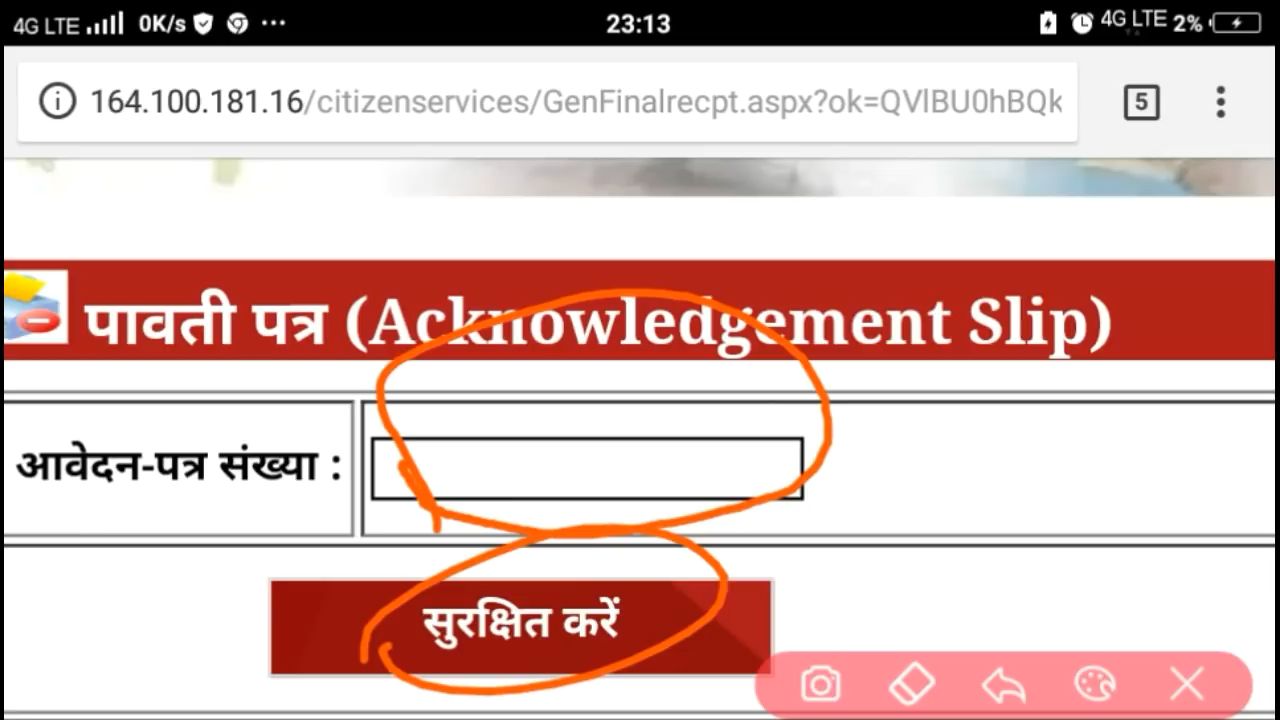 4G LTE 0K/s 23:13 4G LTE 2%
164.100.181.16/citizenservices/GenFinalrecpt.aspx?ok=QVlBU0hBQk 5
पावती पत्र (Acknowledgement Slip)
आवेदन-पत्र संख्या :
सुरक्षित करें